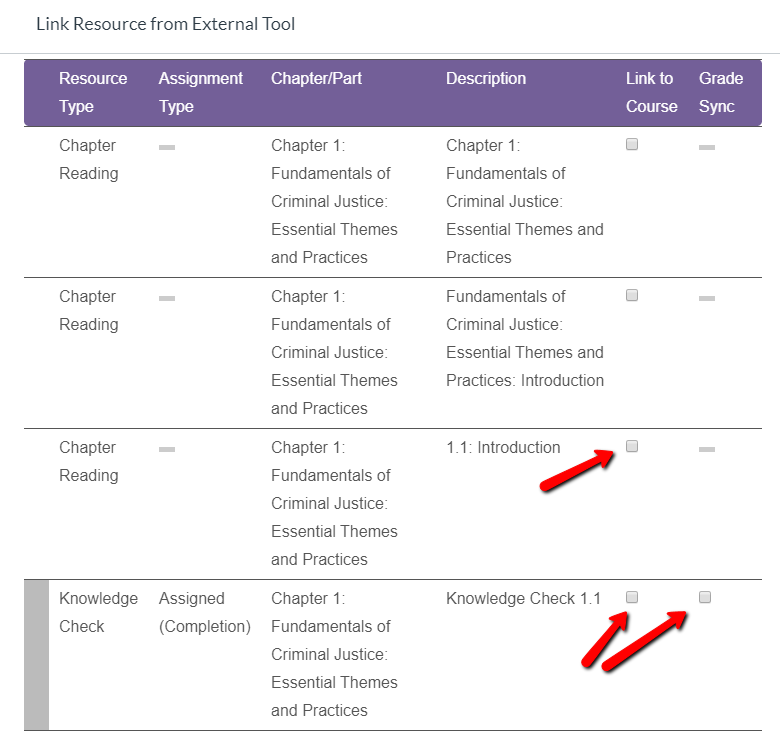 Link Resource from External Tool
Resource Type
Assignment Type
Chapter/Part
Description
Link to Course
Grade Sync
Chapter
Reading
Chapter 1:
Fundamentals of
Criminal Justice:
Essential Themes
and Practices
Chapter 1:
Fundamentals of
Criminal Justice:
Essential Themes and
Practices
Chapter
Reading
Chapter 1:
Fundamentals of
Criminal Justice:
Essential Themes
and Practices
Fundamentals of
Criminal Justice:
Essential Themes and
Practices: Introduction
Chapter
Reading
Chapter 1:
Fundamentals of
Criminal Justice:
Essential Themes
and Practices
1.1: Introduction
Knowledge
Check
Assigned
(Completion)
Chapter 1:
Fundamentals of
Criminal Justice:
Essential Themes
and Practices
Knowledge Check 1.1